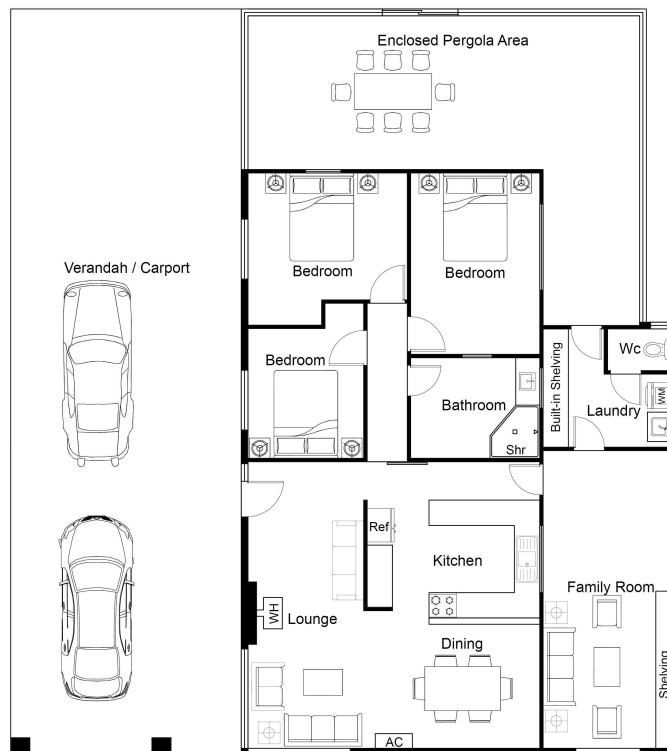 Enclosed Pergola Area
Verandah / Carport
Bedroom
Bedroom
Bedroom
Bathroom
Shr
Built-in Shelving
Wc
WM
Laundry
Ref
Kitchen
WH
Lounge
Dining
AC
Family Room
Shelving